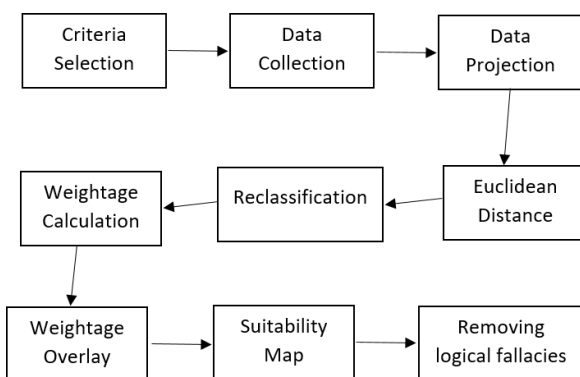 Criteria
Selection
Data
Collection
Data
Projection
Euclidean
Distance
Reclassification
Weightage
Calculation
Weightage
Overlay
Suitability
Map
Removing
logical fallacies